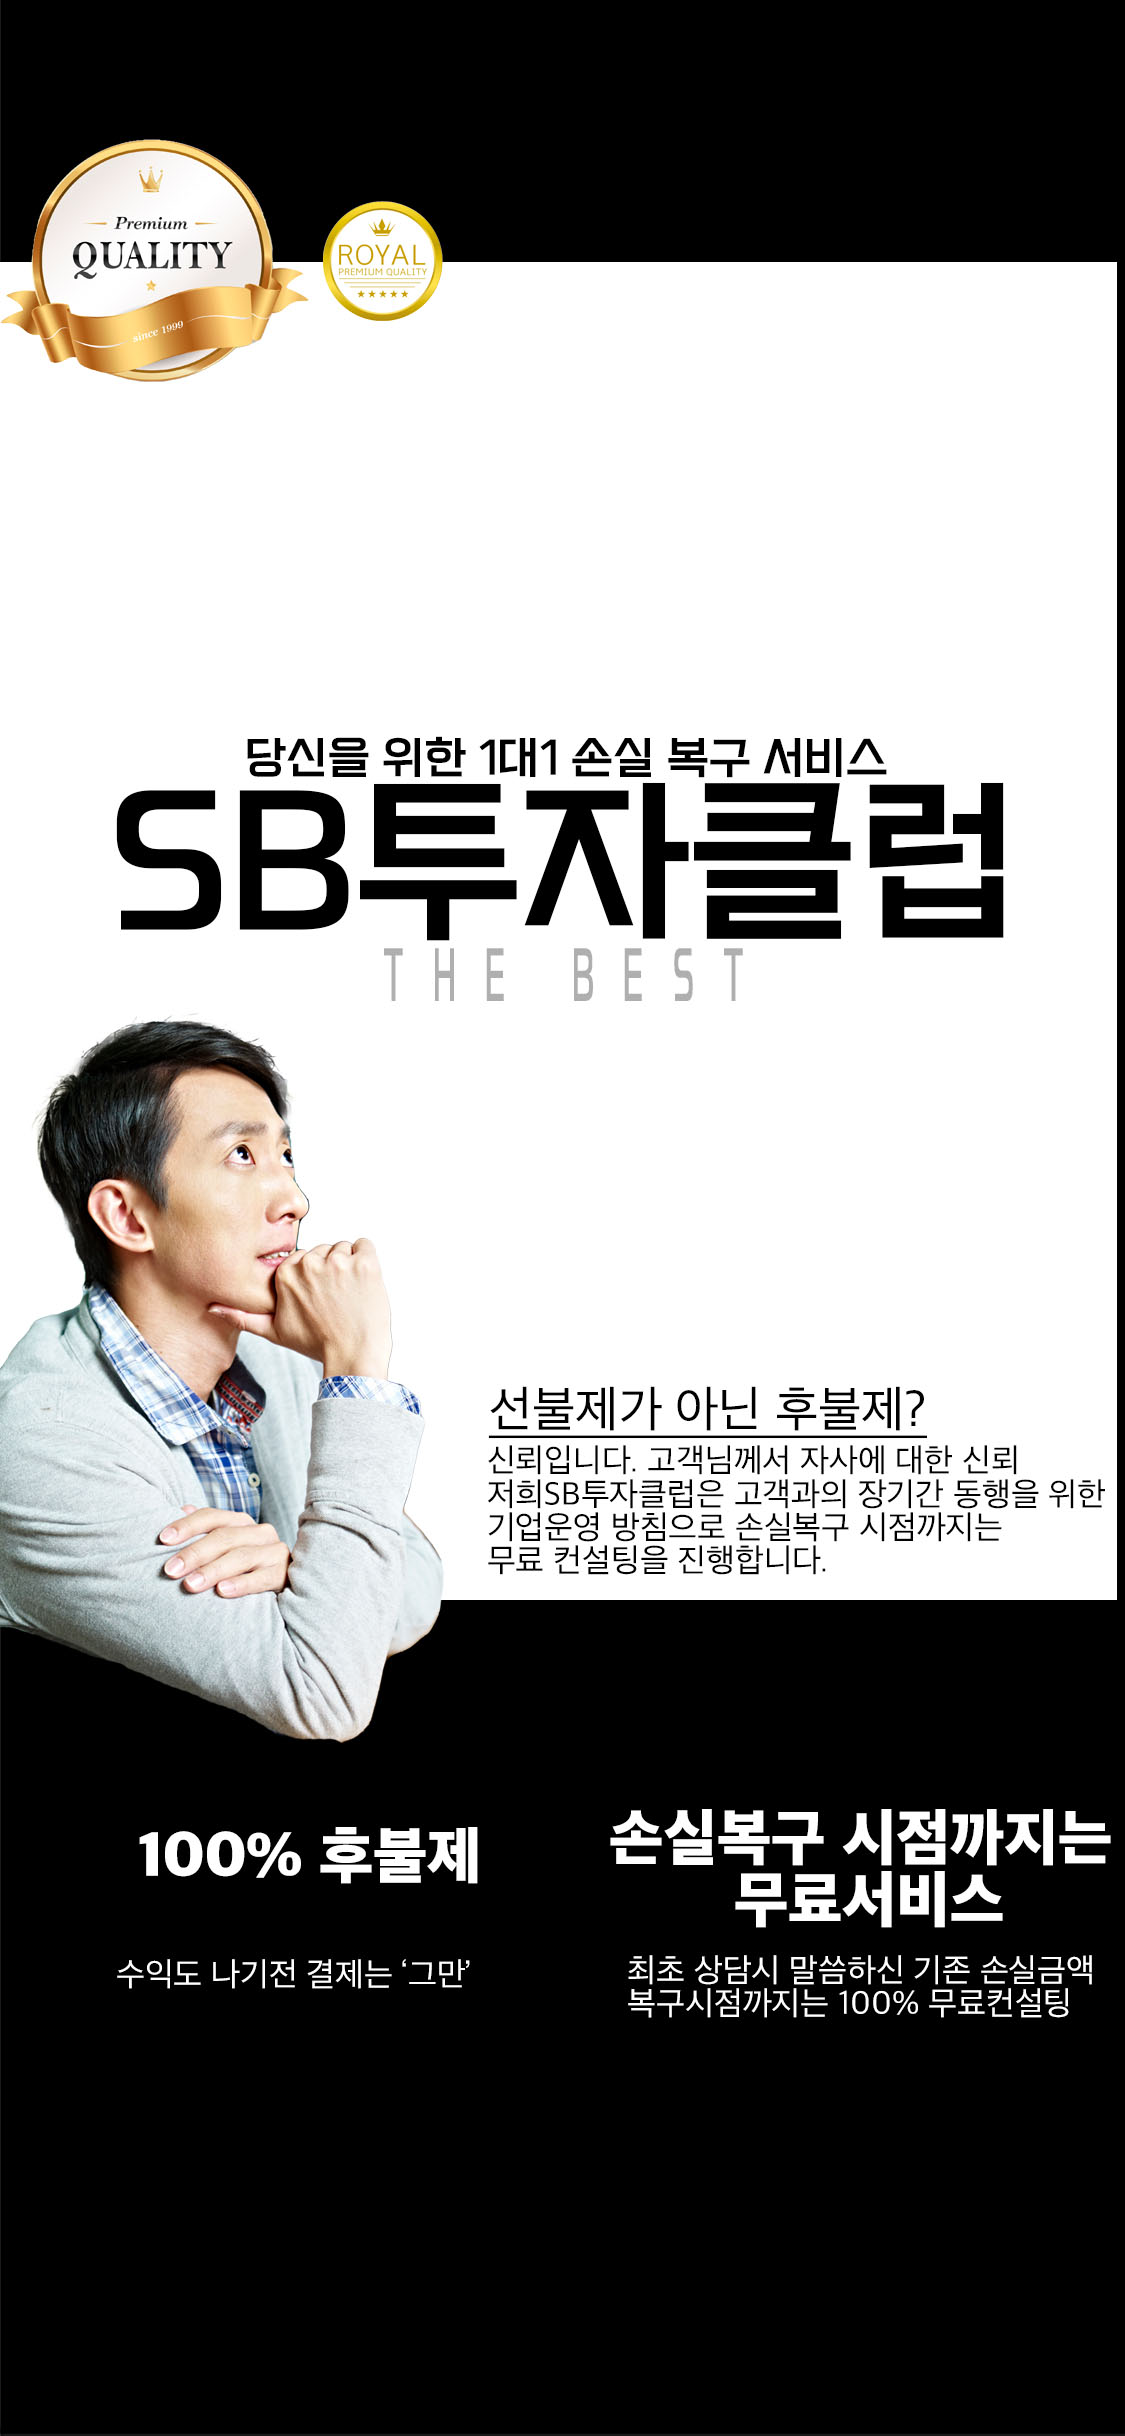 Premium
QUALITY
since 1999
ROYAL
PREMIUM QUALITY
당신을 위한 1대1 손실 복구 서비스
SB투자클럽
THE BEST
선불제가 아닌 후불제?
신뢰입니다. 고객님께서 자사에 대한 신뢰
저희SB투자클럽은 고객과의 장기간 동행을 위한
기업운영 방침으로 손실복구 시점까지는
무료 컨설팅을 진행합니다.
100% 후불제
수익도 나기전 결제는 ‘그만’
손실복구 시점까지는
무료서비스
최초 상담시 말씀하신 기존 손실금액
복구시점까지는 100% 무료컨설팅